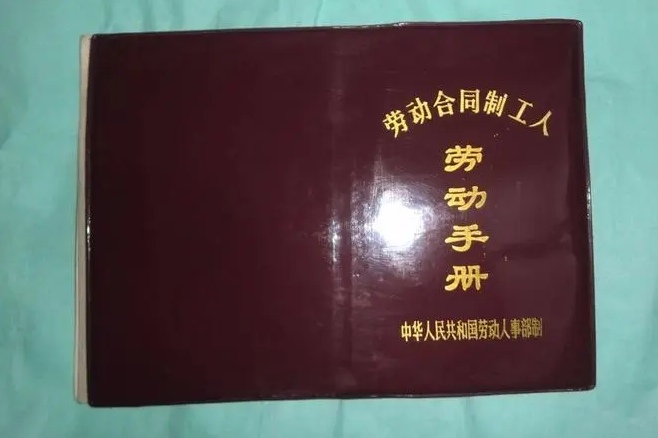 劳动合同制工人
劳动手册
中华人民共和国劳动人事部制